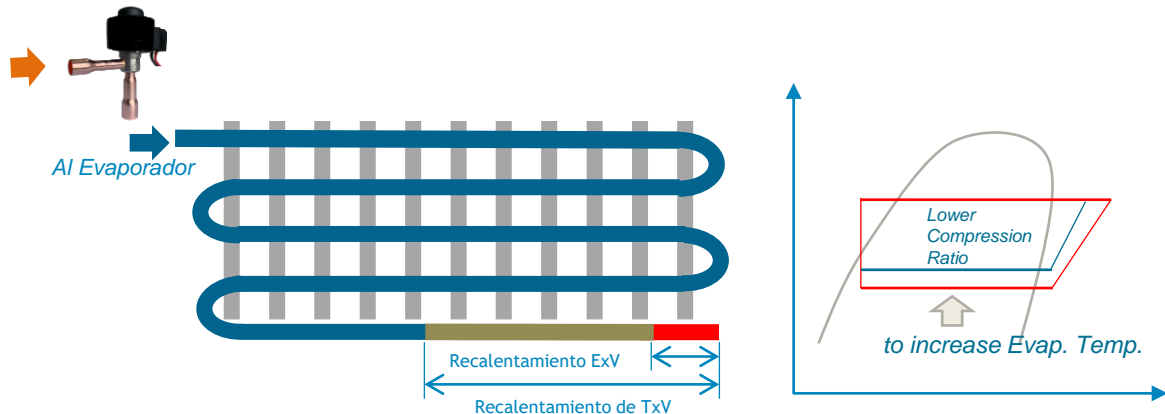 Al Evaporador
Recalentamiento ExV
Recalentamiento de TxV
Lower
Compression
Ratio
to increase Evap. Temp.